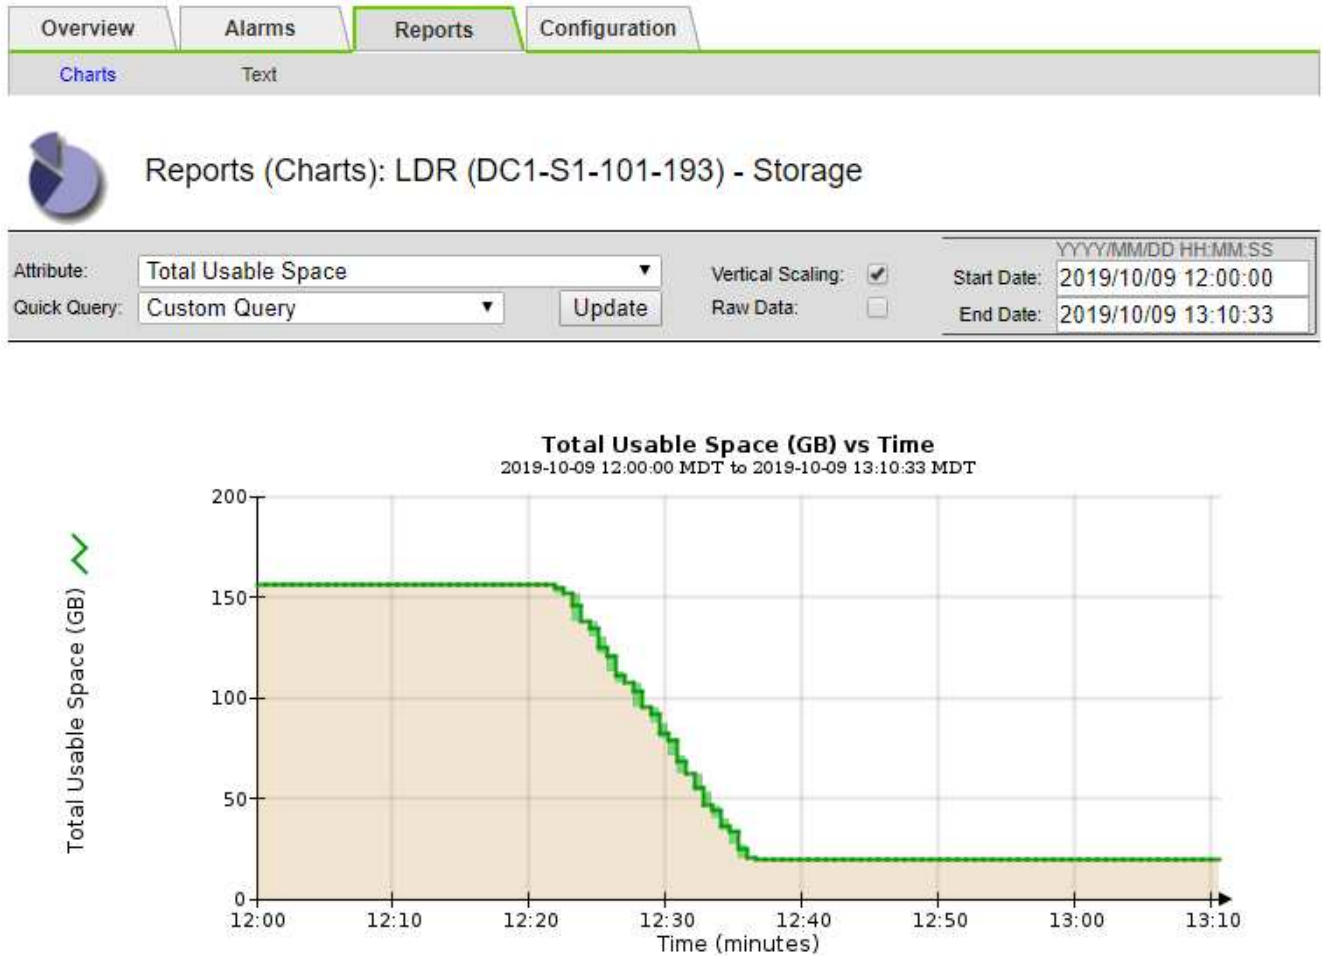 Overview Alarms Reports Configuration
Charts Text
Reports (Charts): LDR (DC1-S1-101-193) - Storage
YYYY/MM/DD HH:MM:SS
Attribute: Total Usable Space Vertical Scaling: Start Date: 2019/10/09 12:00:00
Quick Query: Custom Query Update Raw Data: End Date: 2019/10/09 13:10:33
Total Usable Space (GB) vs Time
2019-10-09 12:00:00 MDT to 2019-10-09 13:10:33 MDT
Total Usable Space (GB)
200
150
100
50
0
12:00 12:10 12:20 12:30 12:40 12:50 13:00 13:10
Time (minutes)